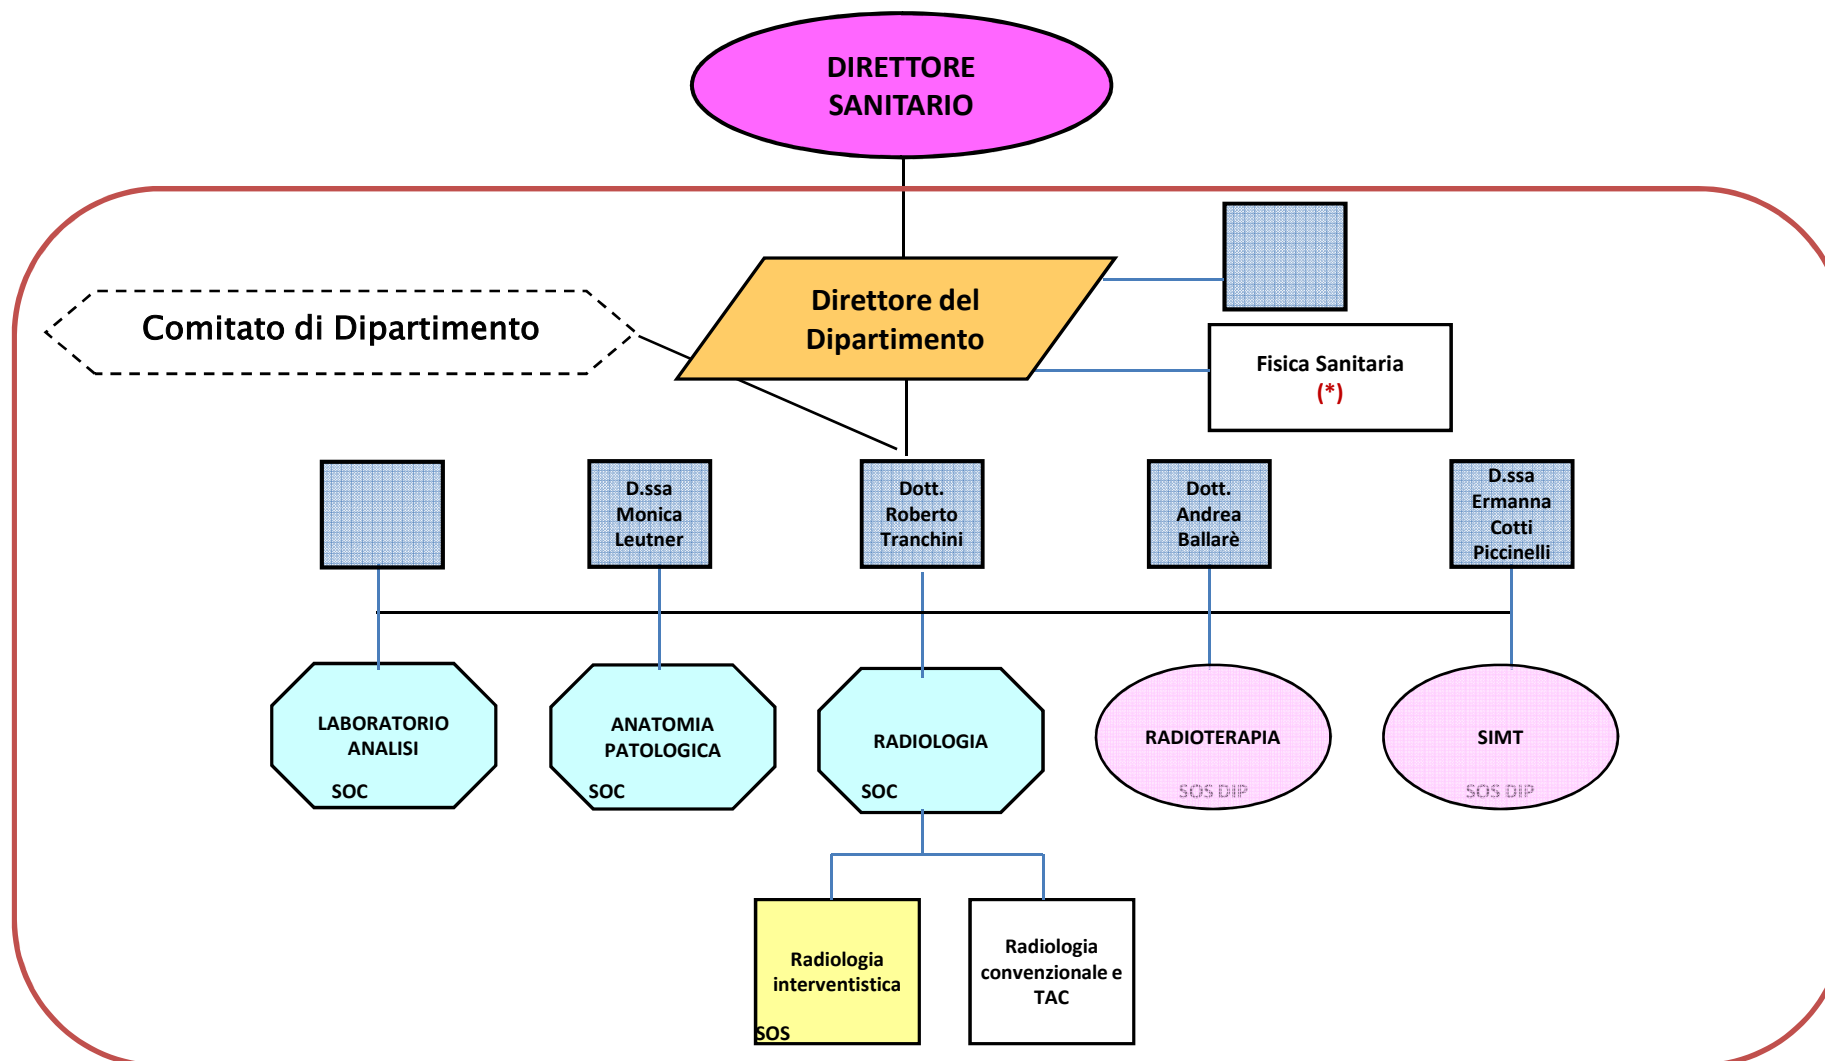 DIRETTORE
SANITARIO
Direttore del
Dipartimento
Comitato di Dipartimento
Fisica Sanitaria
(*)
D.ssa
Monica
Leutner
Dott.
Roberto
Tranchini
Dott.
Andrea
Ballarè
D.ssa
Ermanna
Cotti
Piccinelli
LABORATORIO
ANALISI
SOC
ANATOMIA
PATOLOGICA
SOC
RADIOLOGIA
SOC
RADIOTERAPIA
SOS DIP
SIMT
SOS DIP
Radiologia
interventistica
SOS
Radiologia
convenzionale e
TAC